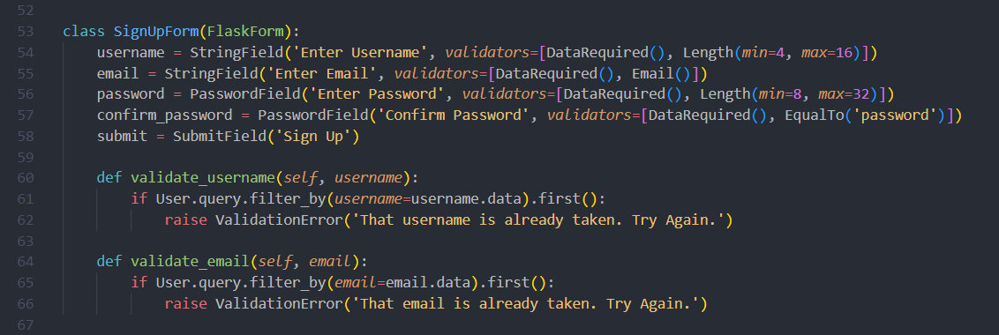 52
53 class SignUpForm(FlaskForm):
54     username = StringField('Enter Username', validators=[DataRequired(), Length(min=4, max=16)])
55     email = StringField('Enter Email', validators=[DataRequired(), Email()])
56     password = PasswordField('Enter Password', validators=[DataRequired(), Length(min=8, max=32)])
57     confirm_password = PasswordField('Confirm Password', validators=[DataRequired(), EqualTo('password')])
58     submit = SubmitField('Sign Up')
59
60     def validate_username(self, username):
61         if User.query.filter_by(username=username.data).first():
62             raise ValidationError('That username is already taken. Try Again.')
63
64     def validate_email(self, email):
65         if User.query.filter_by(email=email.data).first():
66             raise ValidationError('That email is already taken. Try Again.')
67